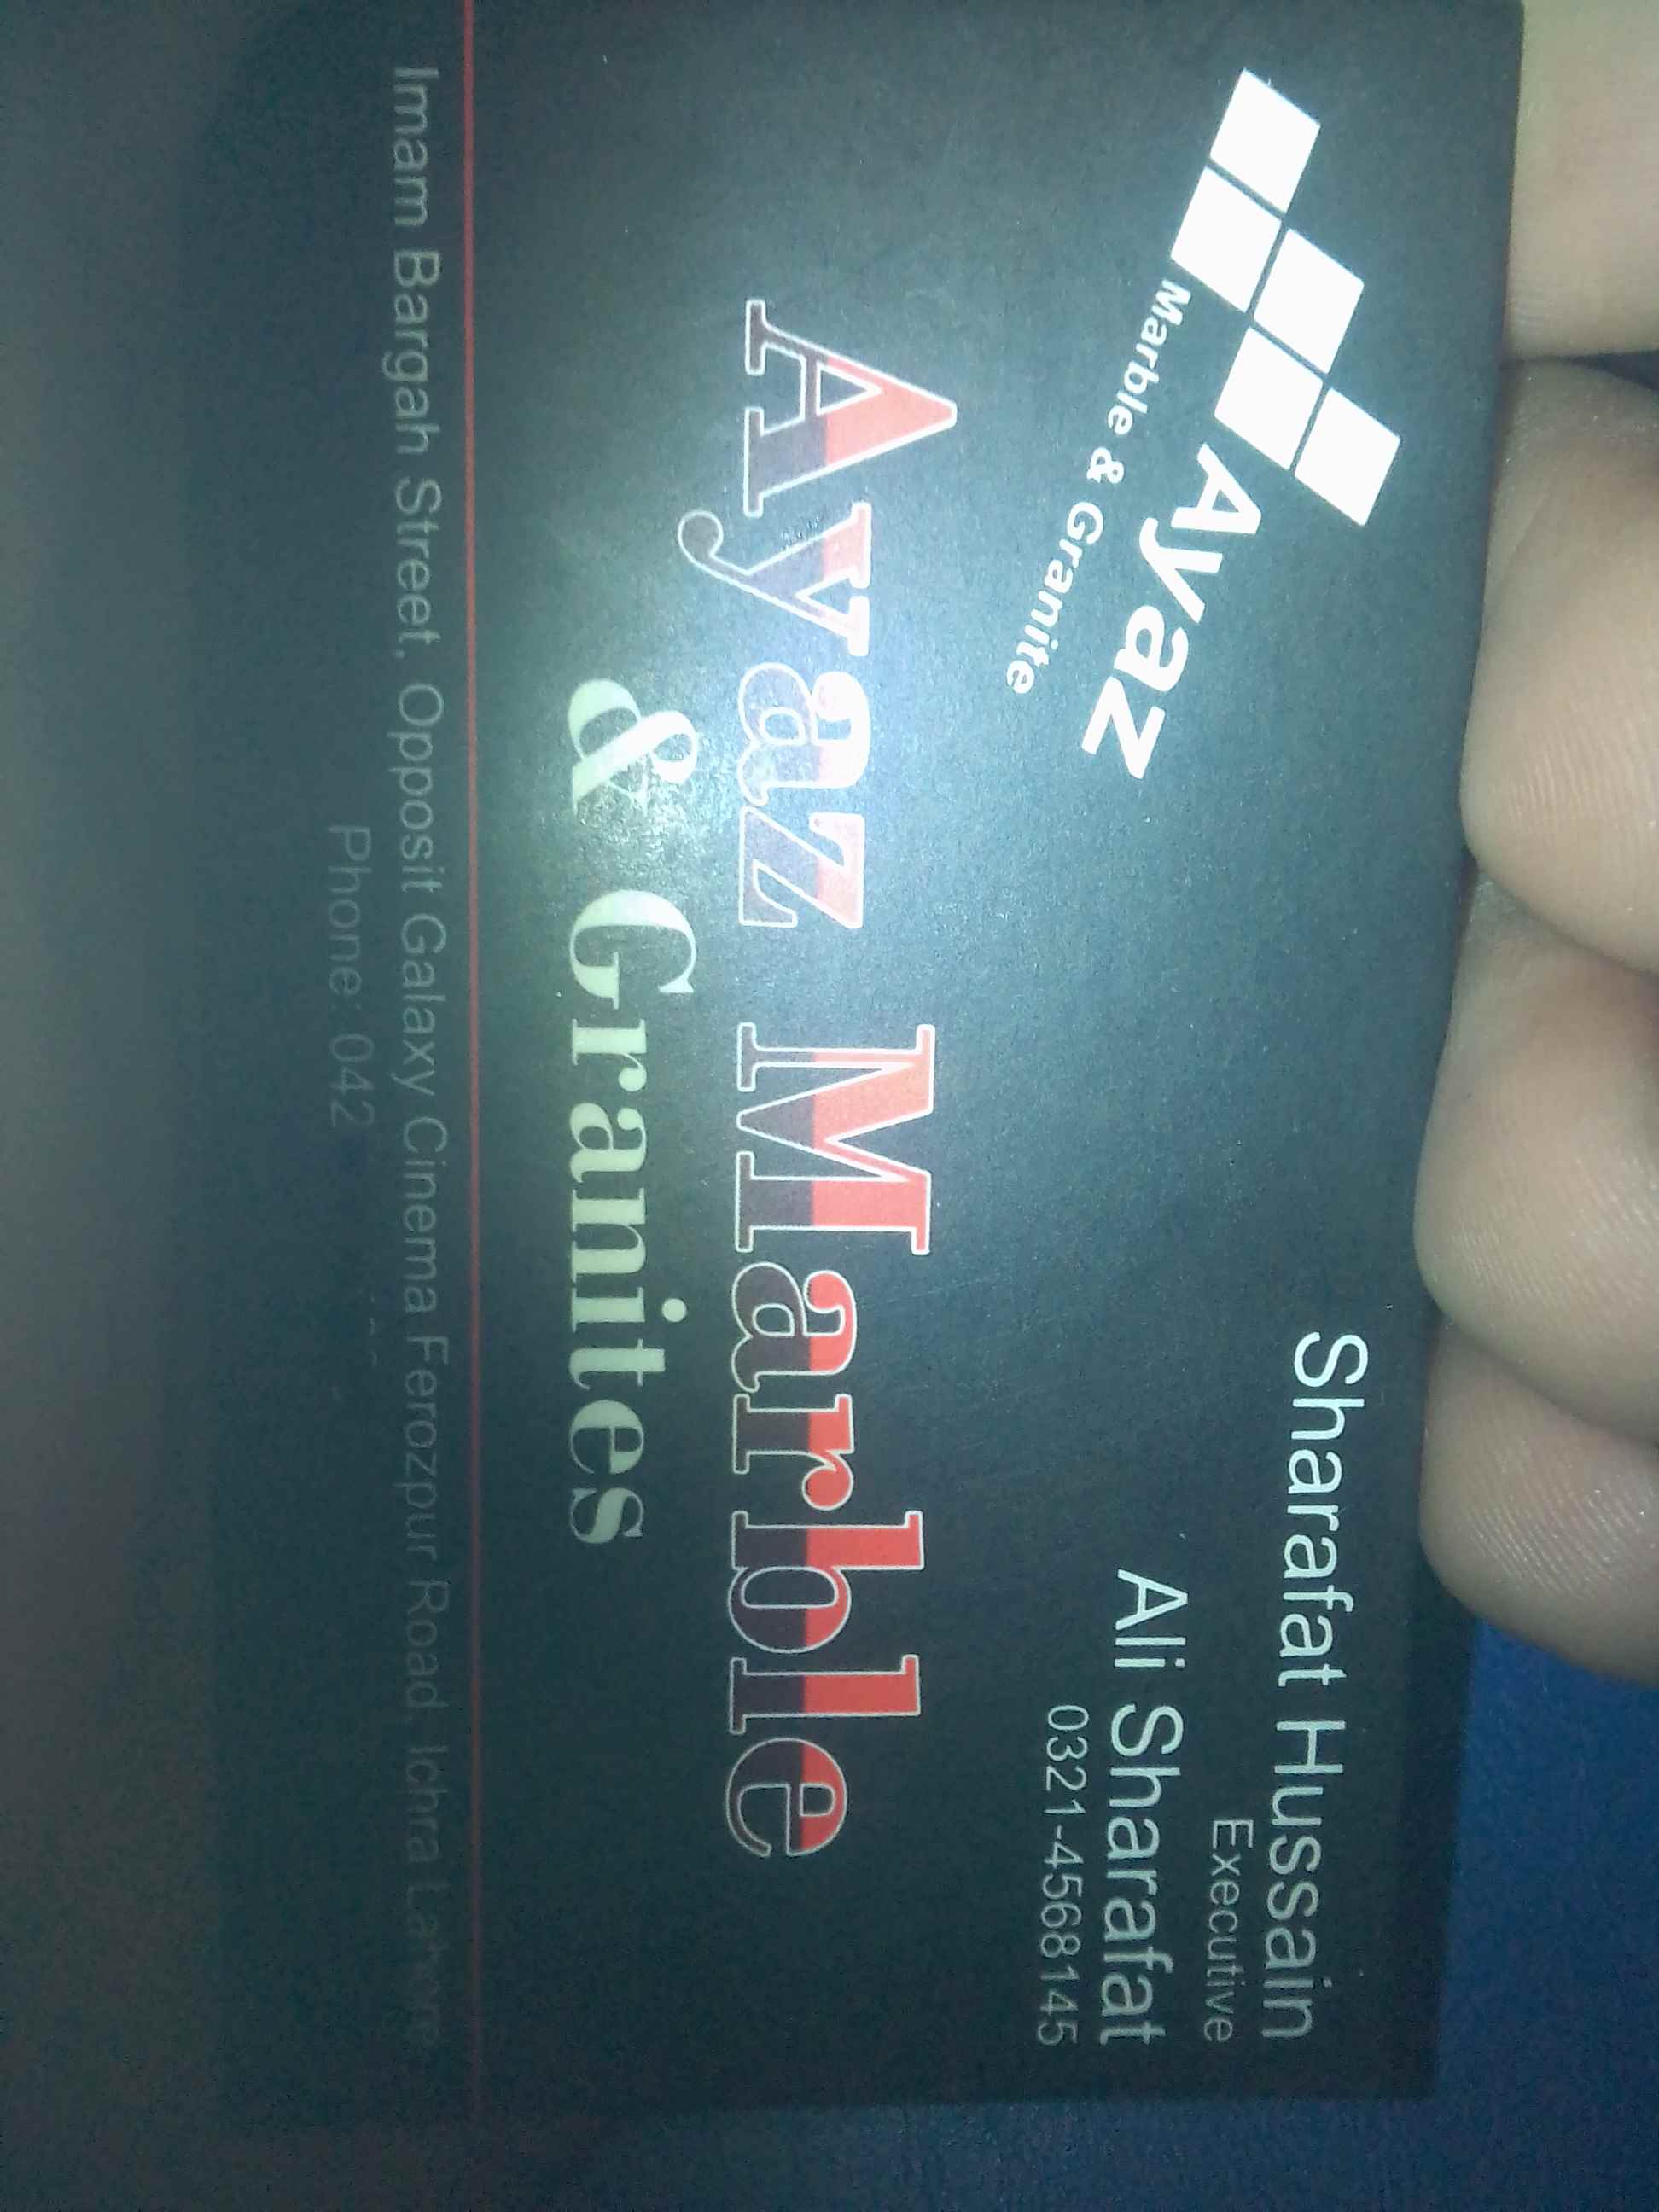 Ayaz
Marble & Granite
Sharafat Hussain
Executive
Ali Sharafat
0321-4568145
Ayaz Marble
& Granites
Imam Bargah Street, Opposit Galaxy Cinema Ferozpur Road, Ichra Lahore
Phone: 042